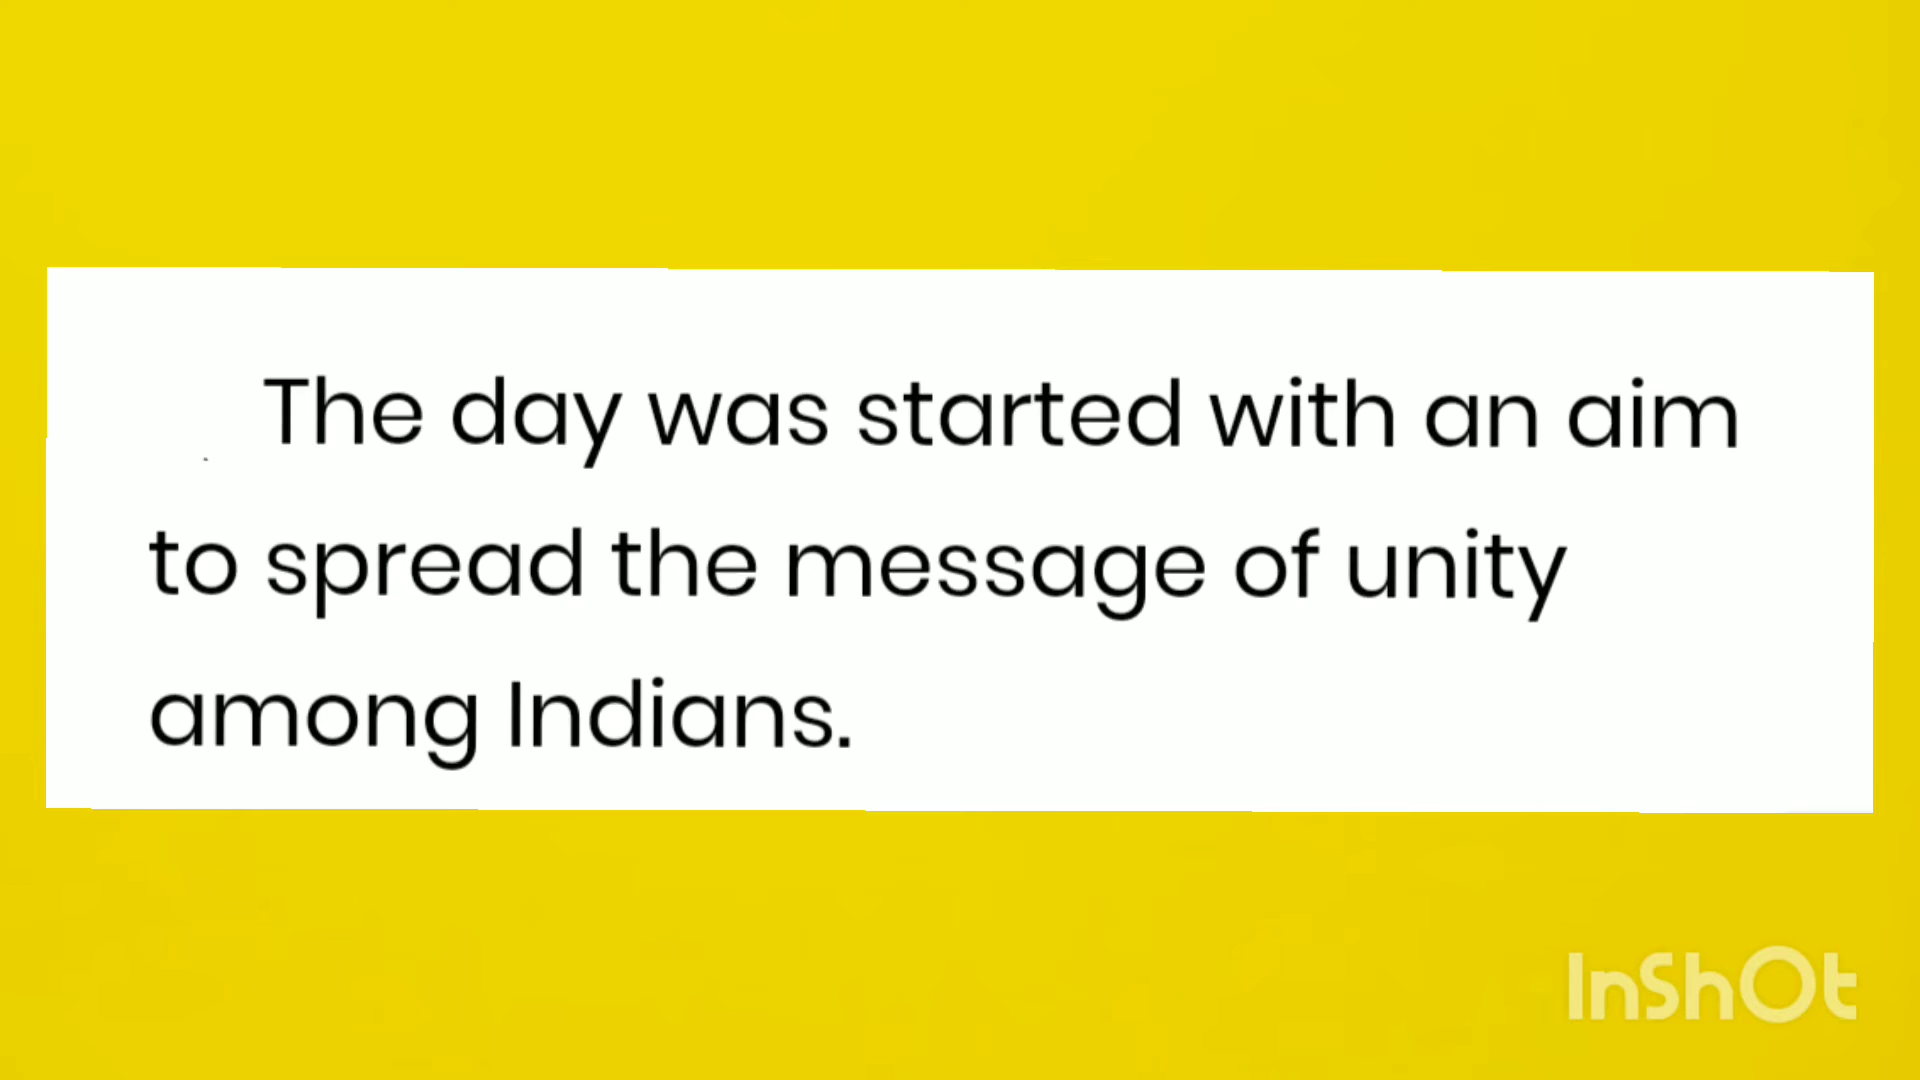 The day was started with an aim
to spread the message of unity
among Indians.
InShOt